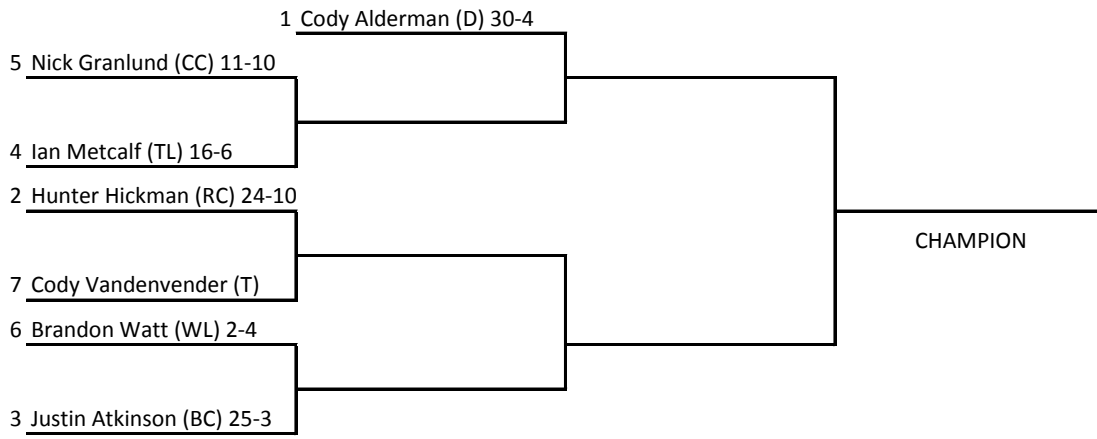 1 Cody Alderman (D) 30-4
5 Nick Granlund (CC) 11-10
4 Ian Metcalf (TL) 16-6
2 Hunter Hickman (RC) 24-10
CHAMPION
7 Cody Vandenvender (T)
6 Brandon Watt (WL) 2-4
3 Justin Atkinson (BC) 25-3